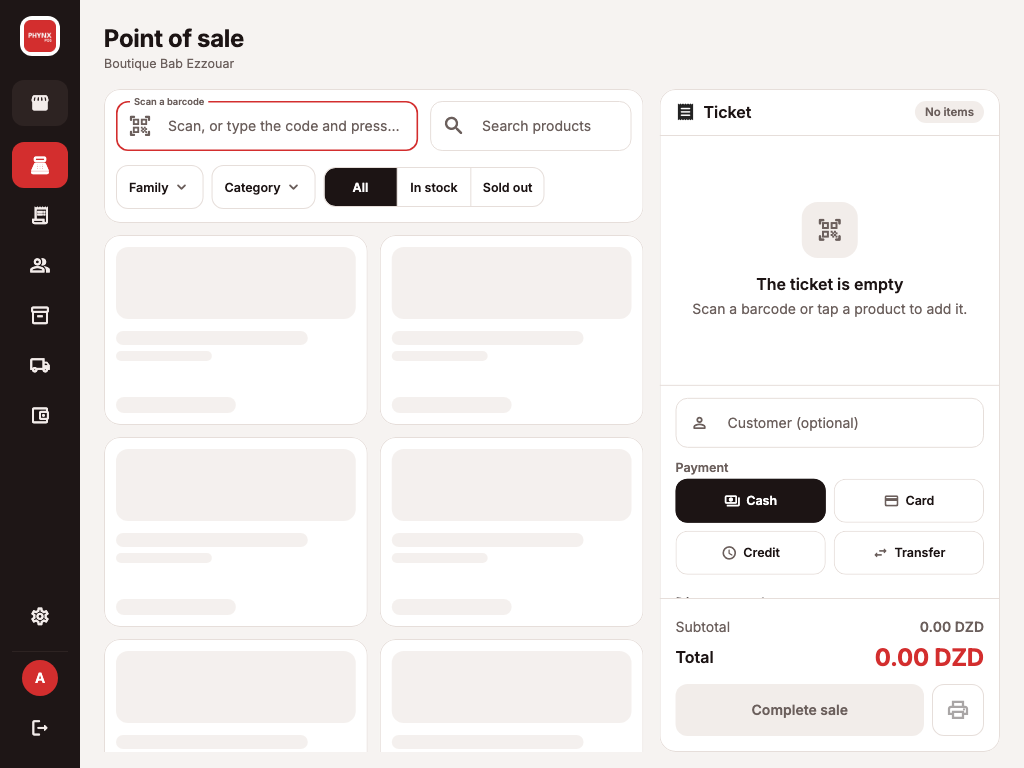 PHYNX
Point of sale
Boutique Bab Ezzouar
Scan a barcode
Scan, or type the code and press...
Search products
Family
Category
All
In stock
Sold out
Ticket
No items
The ticket is empty
Scan a barcode or tap a product to add it.
Customer (optional)
Payment
Cash
Card
Credit
Transfer
Subtotal
0.00 DZD
Total
0.00 DZD
Complete sale
A